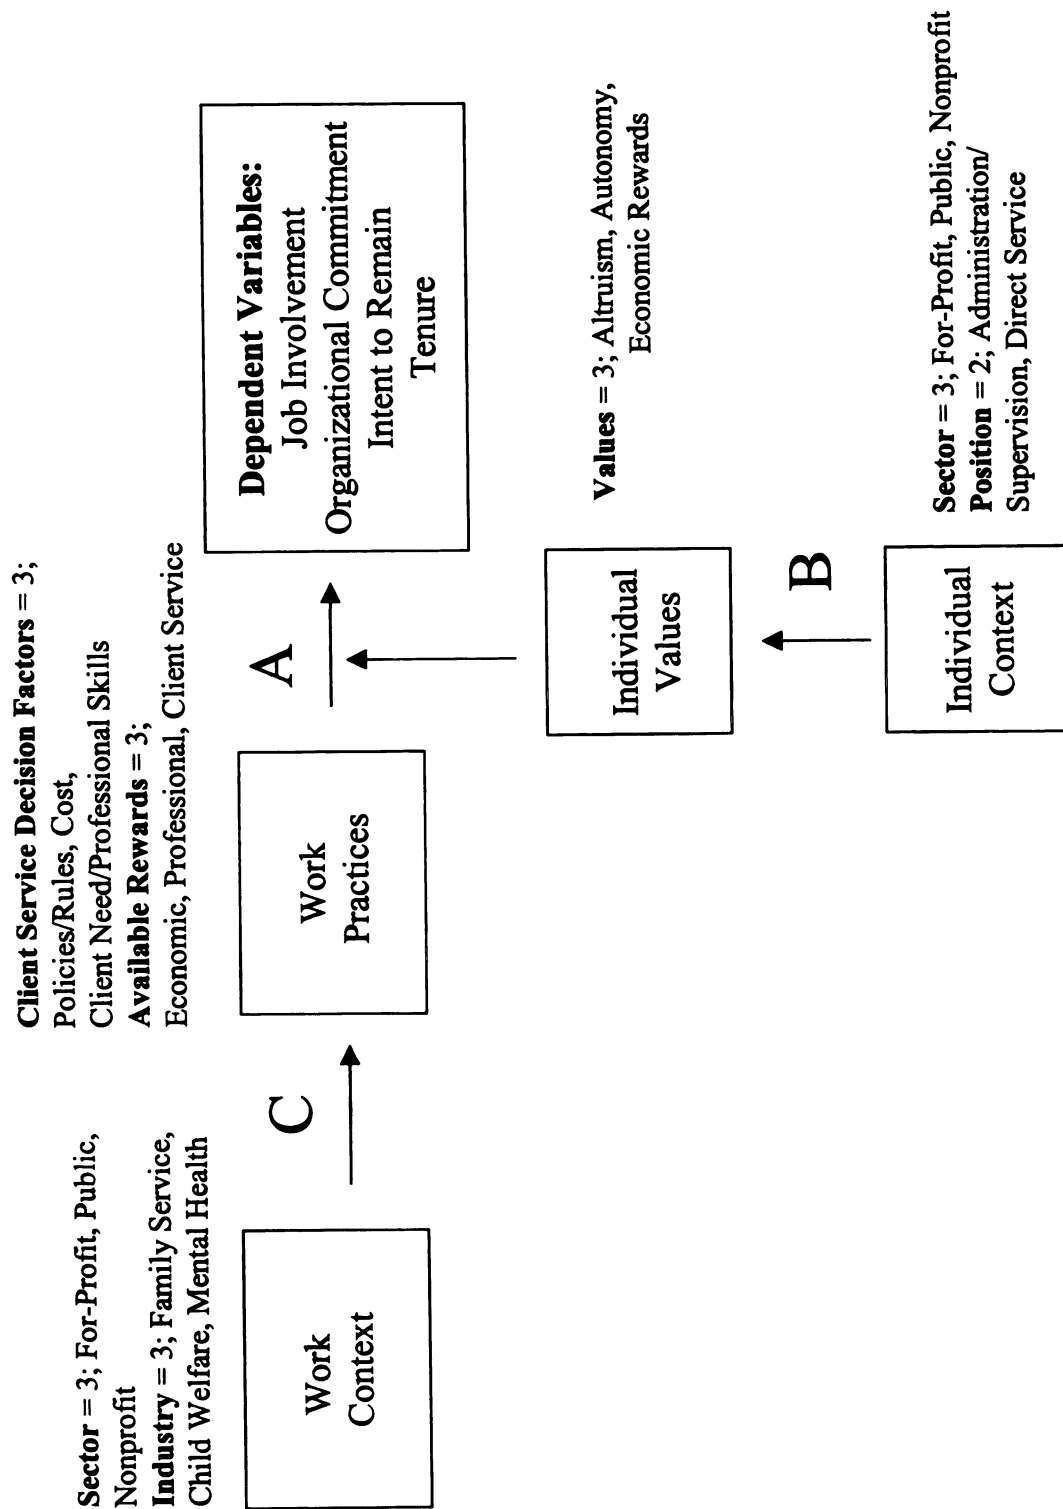 Sector = 3; For-Profit, Public,
Nonprofit
Industry = 3; Family Service,
Child Welfare, Mental Health
Work
Context
C
Client Service Decision Factors = 3;
Policies/Rules, Cost,
Client Need/Professional Skills
Available Rewards = 3;
Economic, Professional, Client Service
Work
Practices
A
Dependent Variables:
Job Involvement
Organizational Commitment
Intent to Remain
Tenure
Individual
Values
Values = 3; Altruism, Autonomy,
Economic Rewards
B
Individual
Context
Sector = 3; For-Profit, Public, Nonprofit
Position = 2; Administration/
Supervision, Direct Service